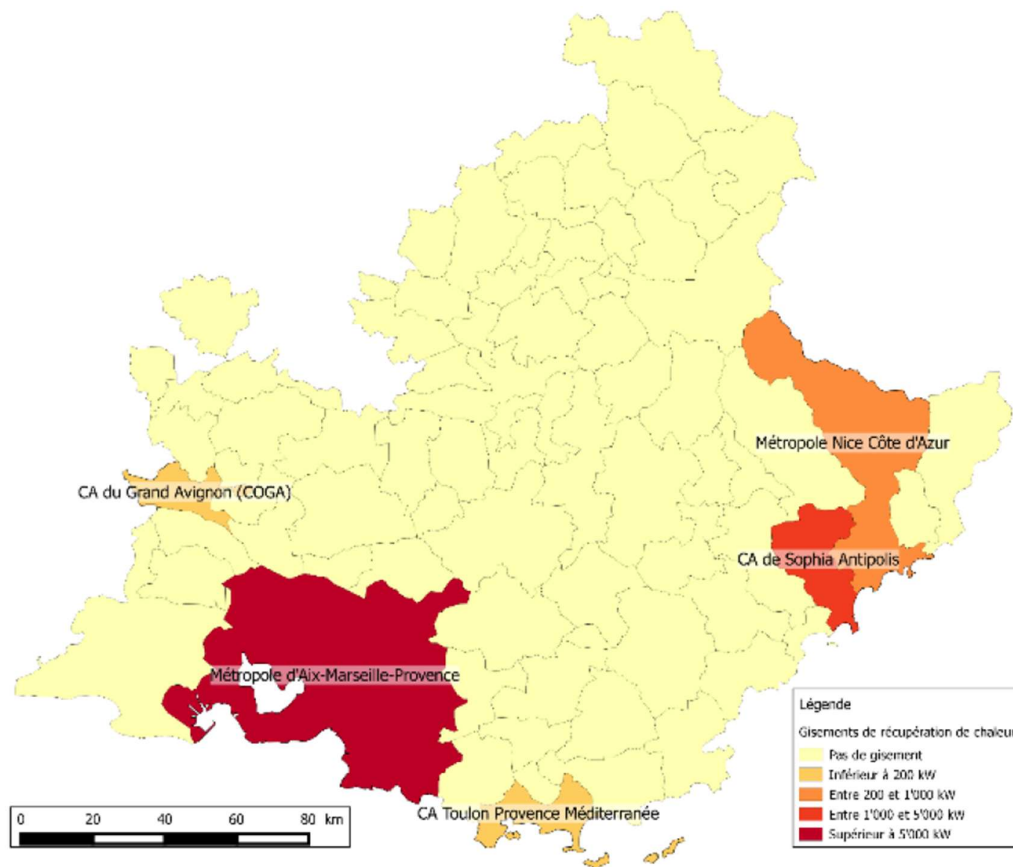 Métropole Nice Côte d'Azur
CA du Grand Avignon (COGA)
CA de Sophia Antipolis
Métropole d'Aix-Marseille-Provence
CA Toulon Provence Méditerranée
Légende
Gisements de récupération de chaleur
Pas de gisement
Inférieur à 200 kW
Entre 200 et 1'000 kW
Entre 1'000 et 5'000 kW
Supérieur à 5'000 kW
0 20 40 60 80 km